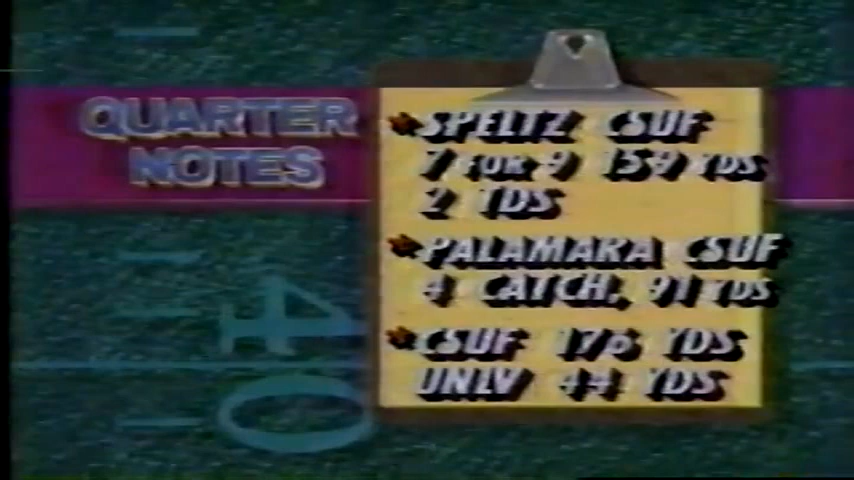 QUARTER
NOTES
* SPELTZ CSUF
7 FOR 9 159 YDS
2 TDS
* PALAMARA CSUF
4 CATCH, 91 YDS
* CSUF 176 YDS
UNLV 44 YDS
40